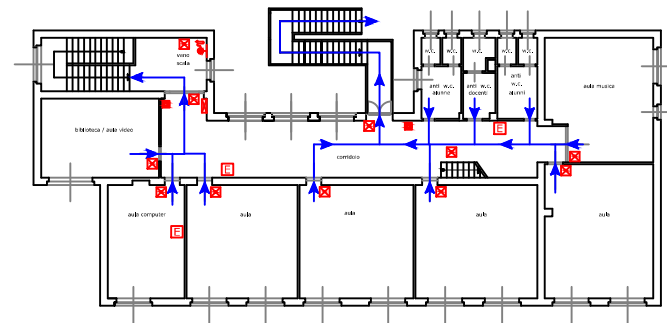 w.c.
w.c.
w.c.
w.c.
w.c.
vano
scala
anti w.c.
alunne
anti w.c.
docenti
anti
w.c.
alunni
aula musica
biblioteca / aula video
E
corridoio
E
aula computer
aula
aula
aula
aula
E